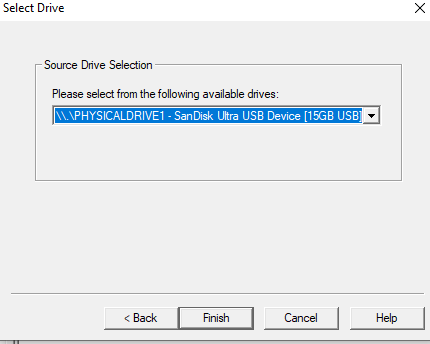 Select Drive
Source Drive Selection
Please select from the following available drives:
\\.\PHYSICALDRIVE1 - SanDisk Ultra USB Device [15GB USB]
< Back
Finish
Cancel
Help